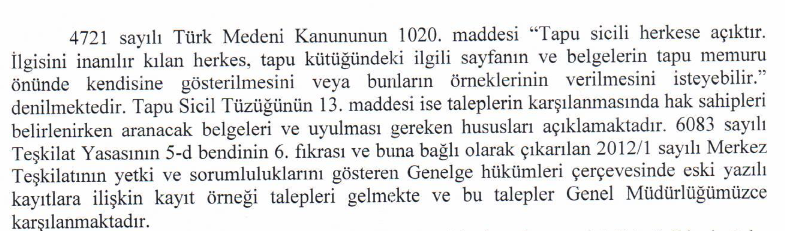 4721 sayılı Türk Medeni Kanununun 1020. maddesi “Tapu sicili herkese açıktır.
İlgisini inanılır kılan herkes, tapu kütüğündeki ilgili sayfanın ve belgelerin tapu memuru
önünde kendisine gösterilmesini veya bunların örneklerinin verilmesini isteyebilir.”
denilmektedir. Tapu Sicil Tüzüğünün 13. maddesi ise taleplerin karşılanmasında hak sahipleri
belirlenirken aranacak belgeleri ve uyulması gereken hususları açıklamaktadır. 6083 sayılı
Teşkilat Yasasının 5-d bendinin 6. fıkrası ve buna bağlı olarak çıkarılan 2012/1 sayılı Merkez
Teşkilatının yetki ve sorumluluklarını gösteren Genelge hükümleri çerçevesinde eski yazılı
kayıtlara ilişkin kayıt örneği talepleri gelmekte ve bu talepler Genel Müdürlüğümüzce
karşılanmaktadır.